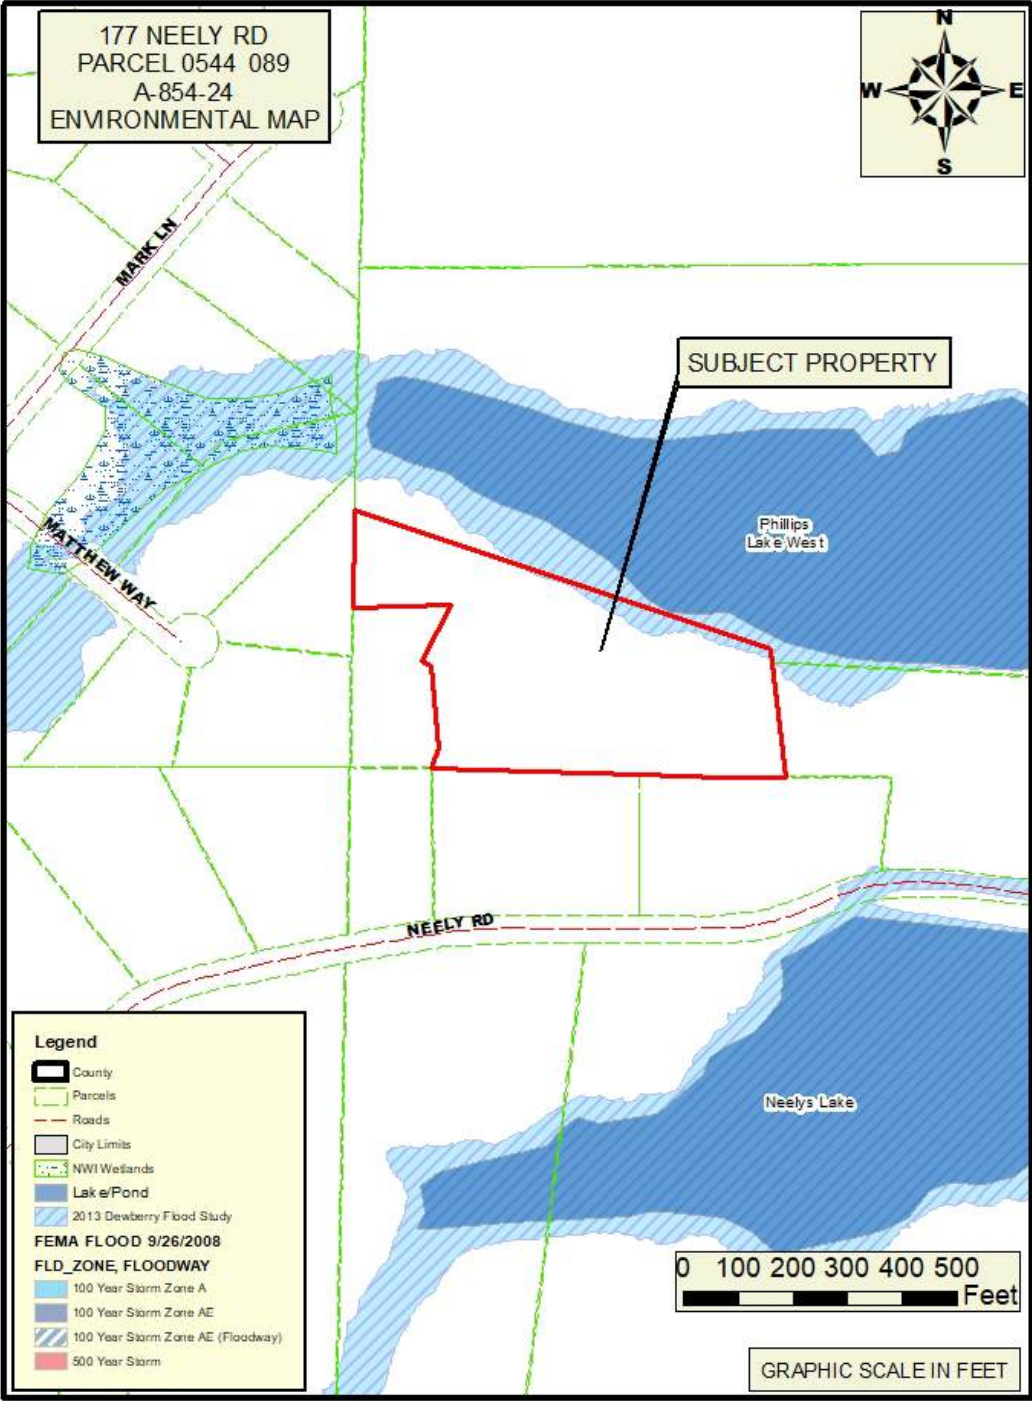 177 NEELY RD
PARCEL 0544 089
A-854-24
ENVIRONMENTAL MAP
N
W E
S
MARK LN
SUBJECT PROPERTY
Phillips
Lake West
MATTHEW WAY
NEELY RD
Neelys Lake
Legend
County
Parcels
Roads
City Limits
NWI Wetlands
Lake/Pond
2013 Dewberry Flood Study
FEMA FLOOD 9/26/2008
FLD_ZONE, FLOODWAY
100 Year Storm Zone A
100 Year Storm Zone AE
100 Year Storm Zone AE (Floodway)
500 Year Storm
0 100 200 300 400 500
Feet
GRAPHIC SCALE IN FEET